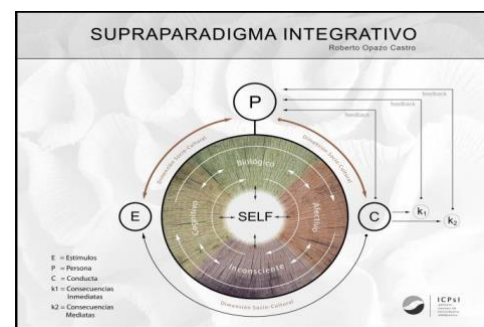 SUPRAPARADIGMA INTEGRATIVO
Roberto Opazo Castro
feedback
feedback
feedback
P
Dimensión Socio-Cultural
Dimensión Socio-Cultural
Biológico
Cognitivo
SELF
Afectivo
Inconsciente
E
C
k1
k2
Dimensión Socio-Cultural
E = Estímulos
P = Persona
C = Conducta
k1 = Consecuencias
Inmediatas
k2 = Consecuencias
Mediatas
ICPsI